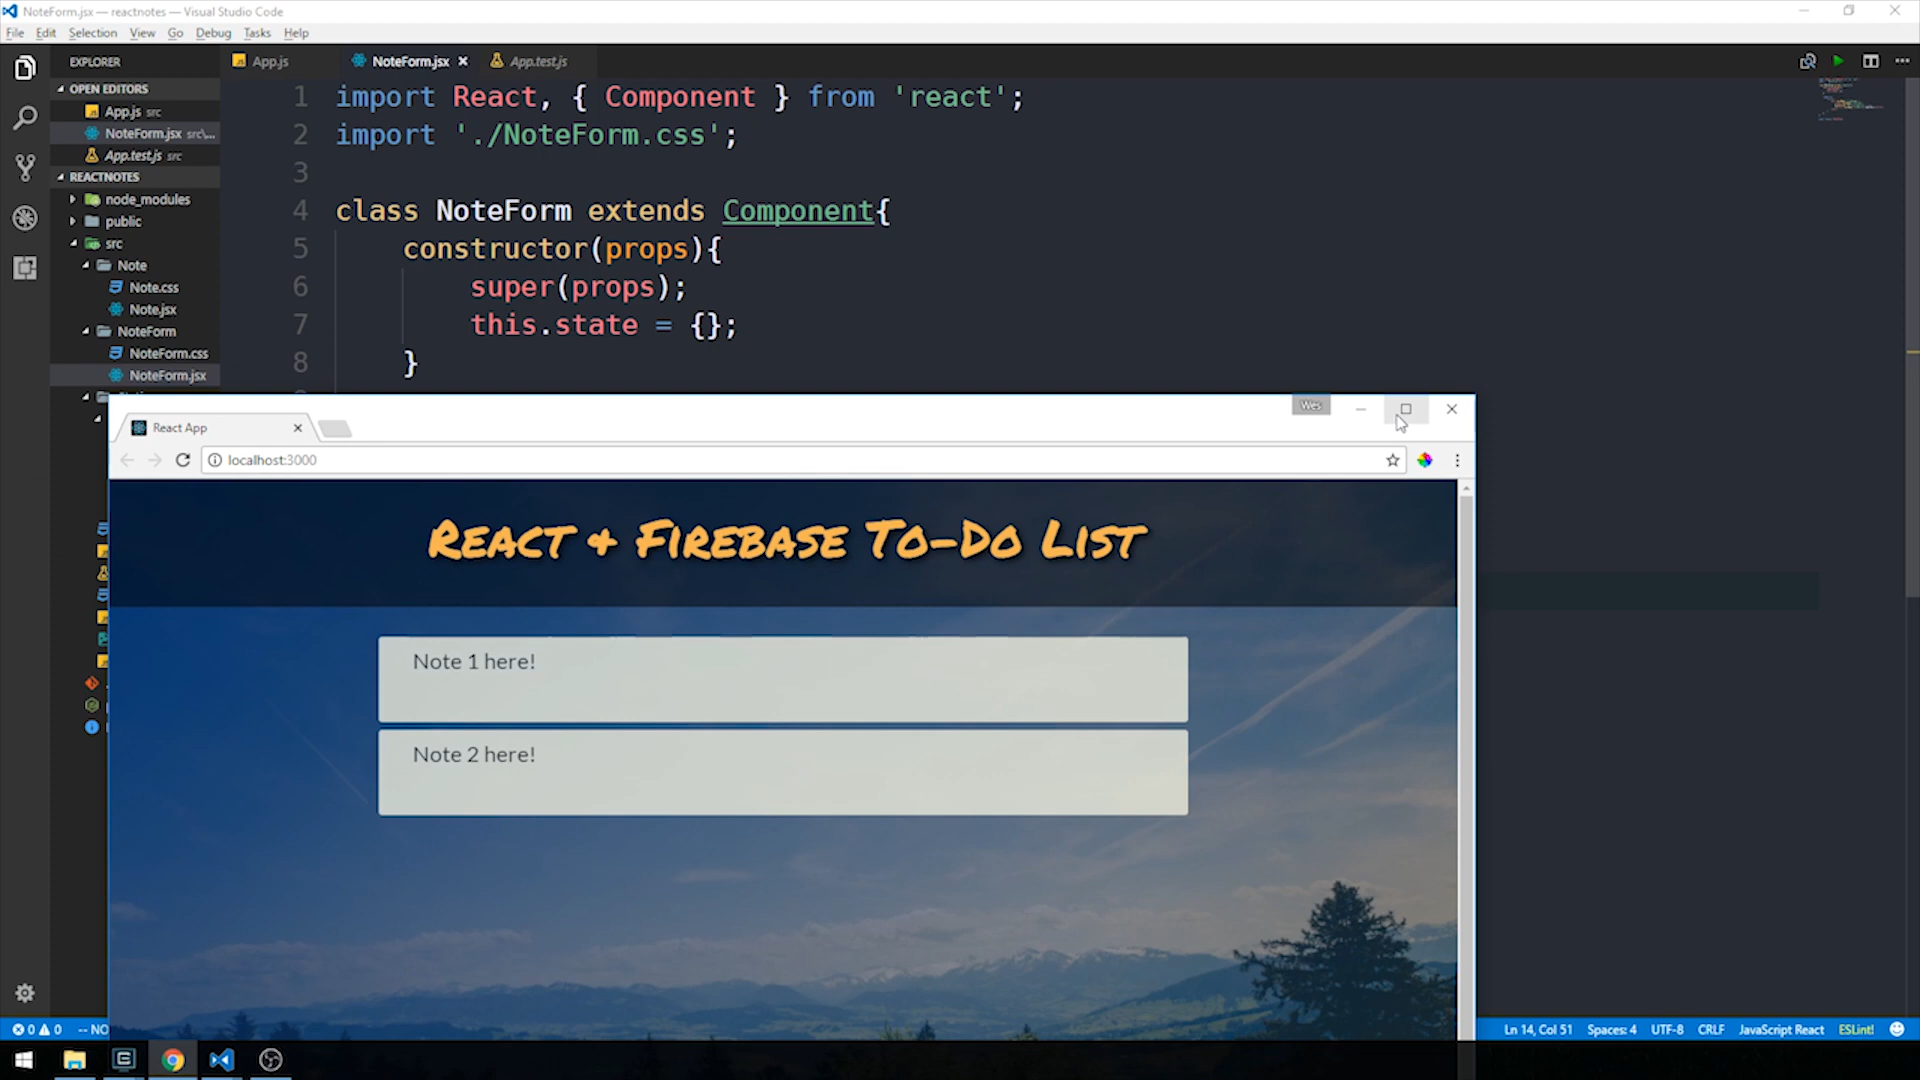 NoteForm.jsx — reactnotes — Visual Studio Code
File Edit Selection View Go Debug Tasks Help
EXPLORER
App.js
NoteForm.jsx
App.test.js
OPEN EDITORS
App.js src
NoteForm.jsx src\...
App.test.js src
REACTNOTES
node_modules
public
src
Note
Note.css
Note.jsx
NoteForm
NoteForm.css
NoteForm.jsx
1 import React, { Component } from 'react';
2 import './NoteForm.css';
3
4 class NoteForm extends Component{
5 constructor(props){
6 super(props);
7 this.state = {};
8 }
Wes
React App
localhost:3000
React & Firebase To-Do List
Note 1 here!
Note 2 here!
0 0 -- NO
Ln 14, Col 51 Spaces: 4 UTF-8 CRLF JavaScript React ESLint!